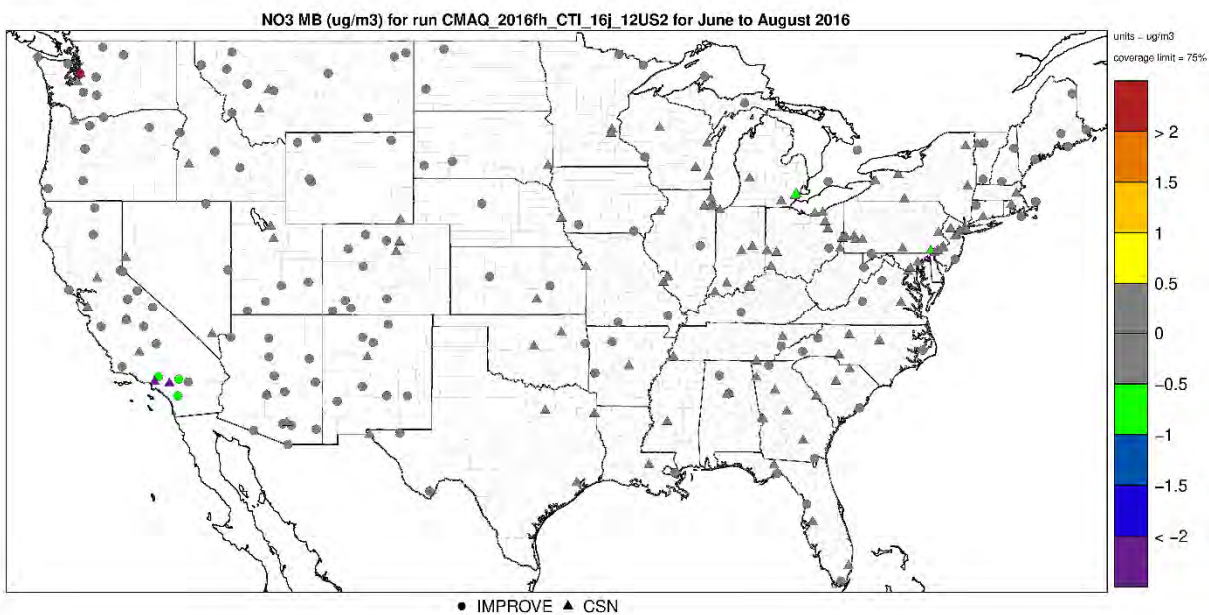 NO3 MB (ug/m3) for run CMAQ_2016fh_CTI_16j_12US2 for June to August 2016
units = ug/m3
coverage limit = 75%
> 2
1.5
1
0.5
0
−0.5
−1
−1.5
< −2
● IMPROVE ▲ CSN